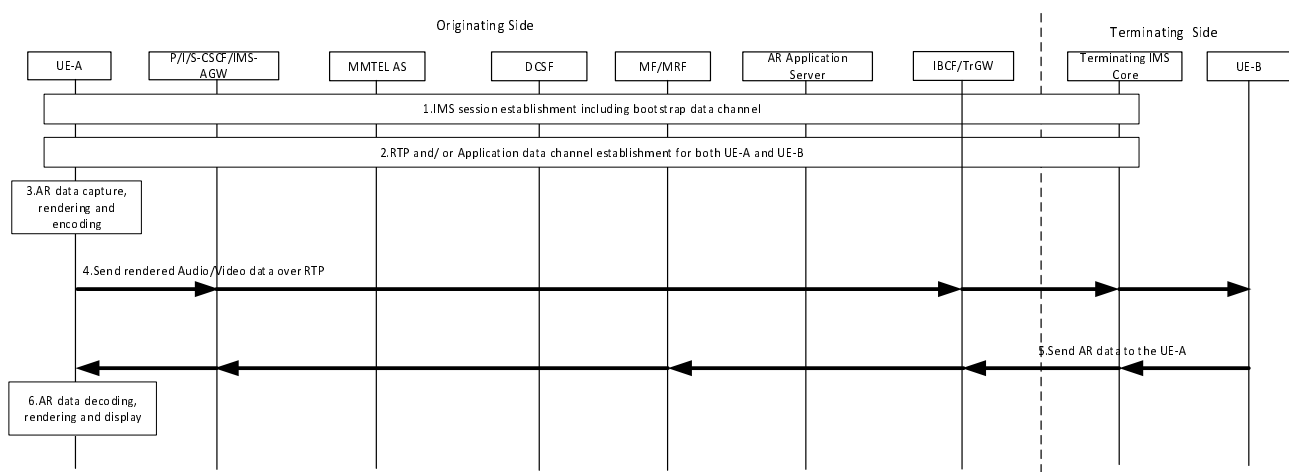 Originating Side
Terminating Side
UE-A
P/I/S-CSCF/IMS-
AGW
MMTEL AS
DCSF
MF/MRF
AR Application
Server
IBCF/TrGW
Terminating IMS
Core
UE-B
1.IMS session establishment including bootstrap data channel
2.RTP and/ or Application data channel establishment for both UE-A and UE-B
3.AR data capture,
rendering and
encoding
4.Send rendered Audio/Video data over RTP
5.Send AR data to the UE-A
6.AR data decoding,
rendering and display